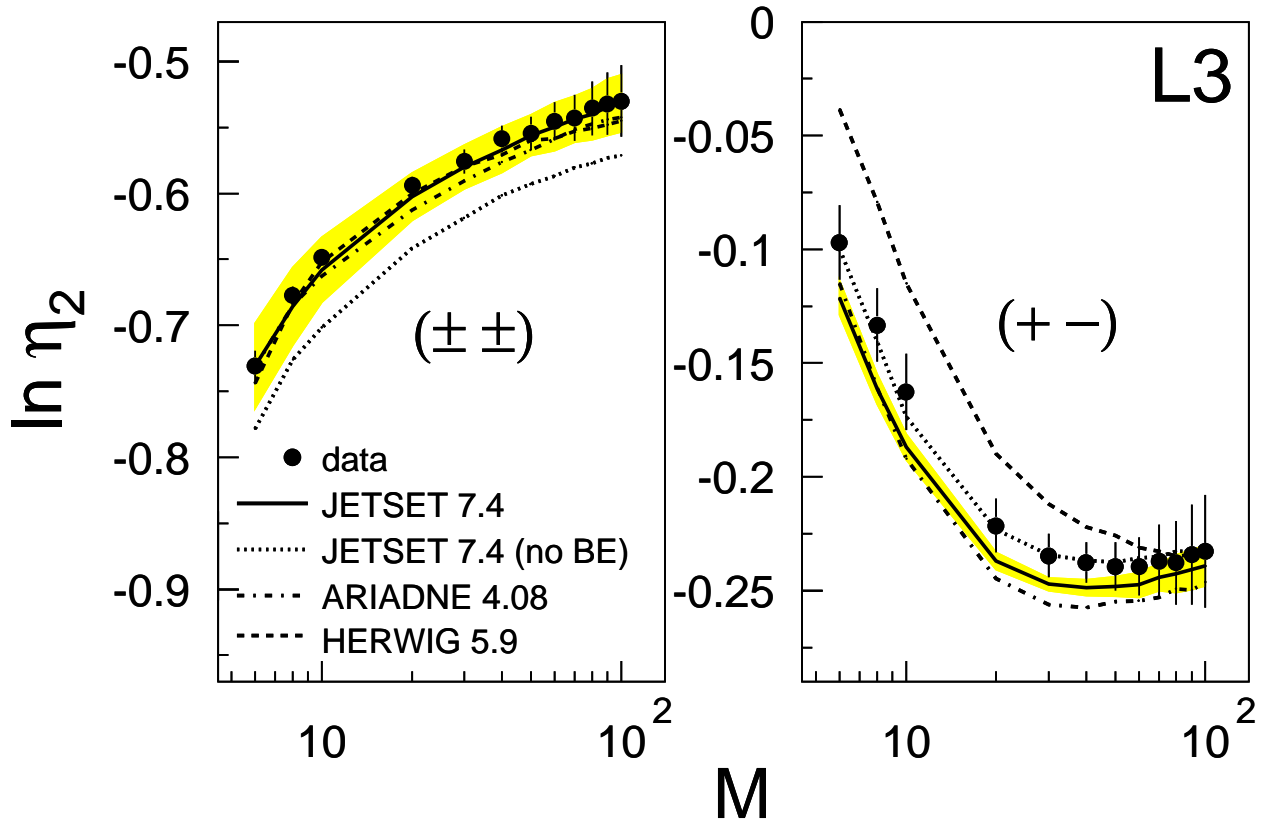 ln η2
-0.5
-0.6
-0.7
-0.8
-0.9
(± ±)
data
JETSET 7.4
JETSET 7.4 (no BE)
ARIADNE 4.08
HERWIG 5.9
10
10 2
0
-0.05
-0.1
-0.15
-0.2
-0.25
L3
(+ −)
10
10 2
M